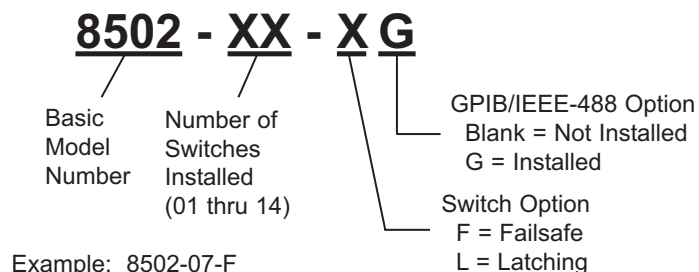 8502 - XX - X G
Basic
Model
Number
Number of
Switches
Installed
(01 thru 14)
GPIB/IEEE-488 Option
Blank = Not Installed
G = Installed
Switch Option
F = Failsafe
L = Latching
Example: 8502-07-F